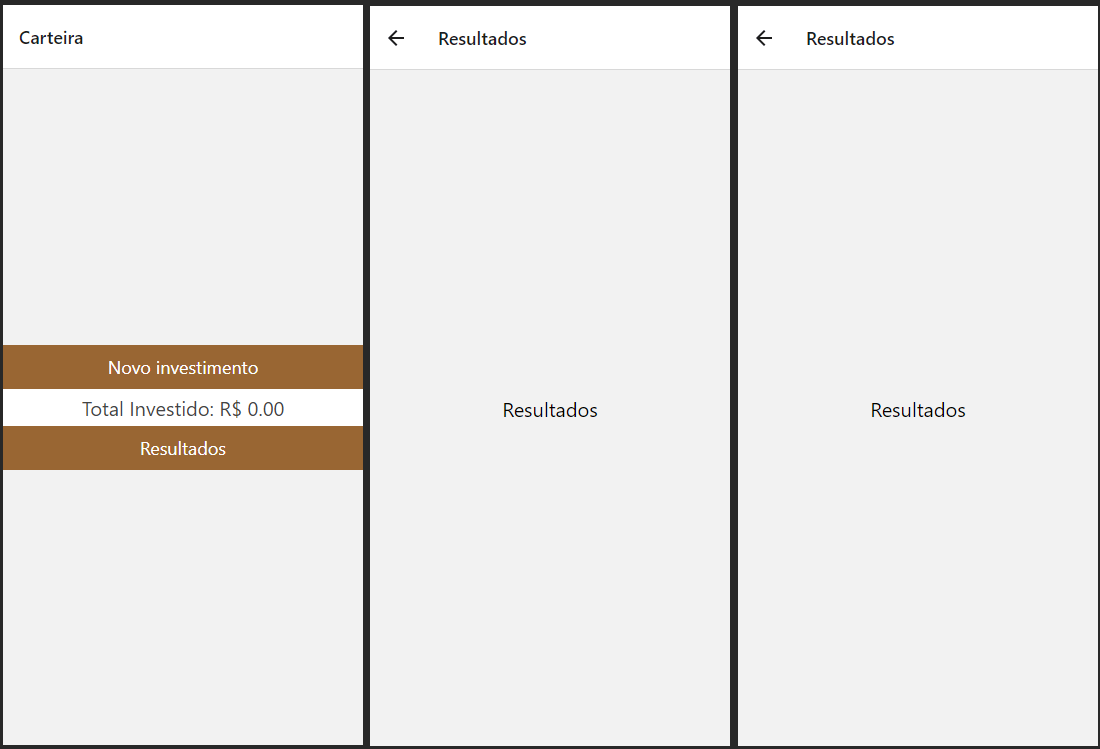 Carteira
Novo investimento
Total Investido: R$ 0.00
Resultados
Resultados
Resultados
Resultados
Resultados